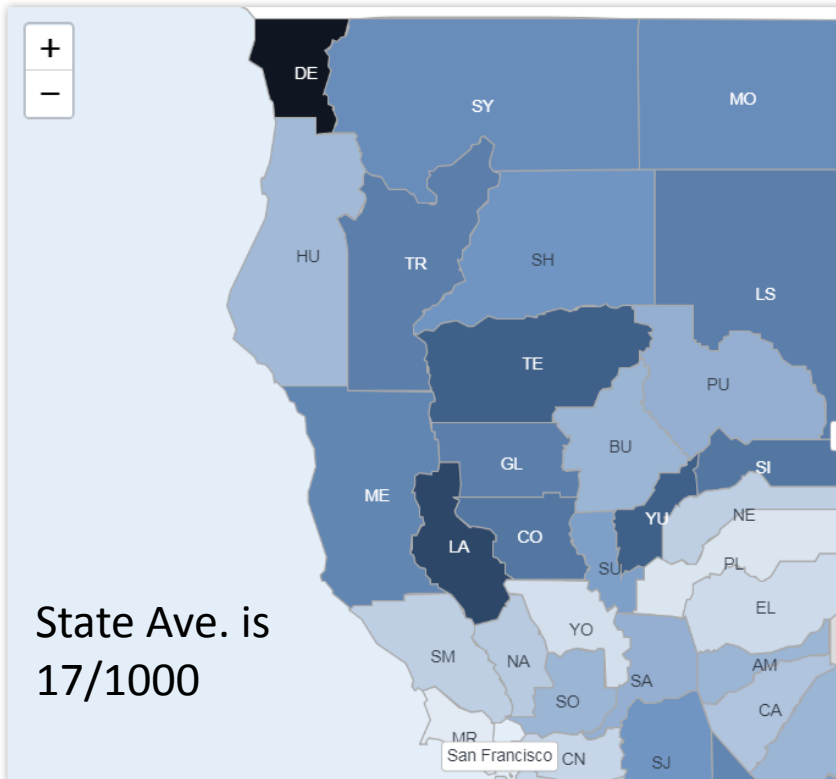 +
−
DE
SY
MO
HU
TR
SH
LS
TE
PU
BU
GL
SI
ME
LA
CO
YU
NE
SU
PL
EL
State Ave. is
17/1000
YO
SM
NA
SA
AM
SO
CA
MR
San Francisco
CN
SJ